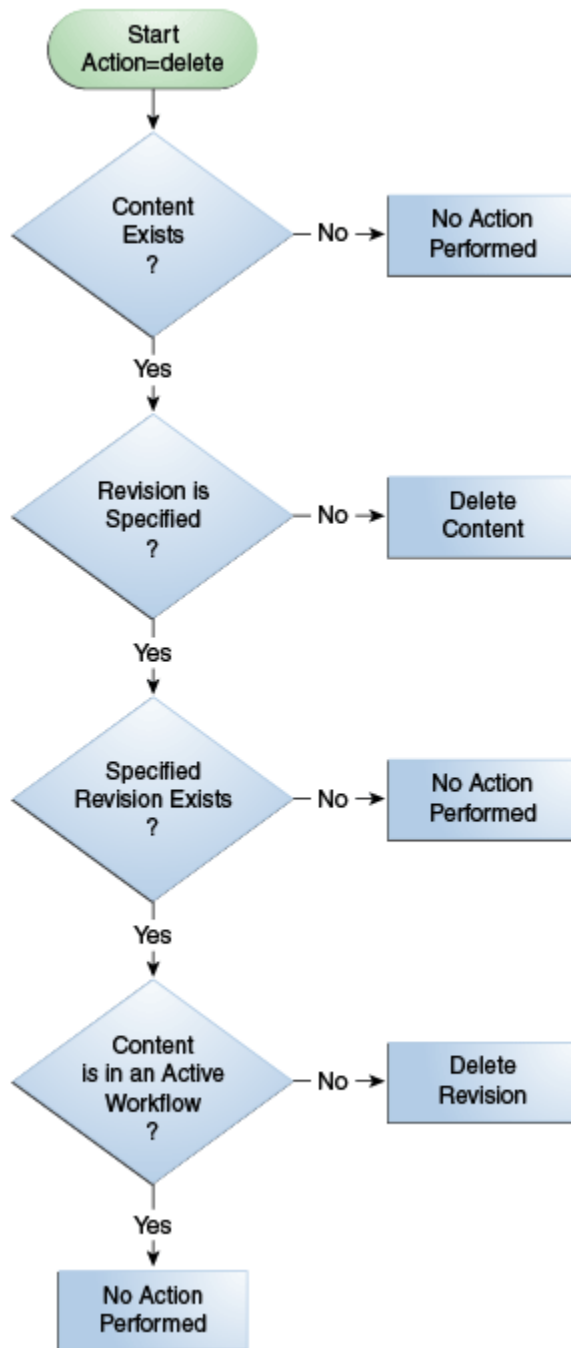 Start
Action=delete
Content
Exists
?
No
No Action
Performed
Yes
Revision is
Specified
?
No
Delete
Content
Yes
Specified
Revision Exists
?
No
No Action
Performed
Yes
Content
is in an Active
Workflow
?
No
Delete
Revision
Yes
No Action
Performed